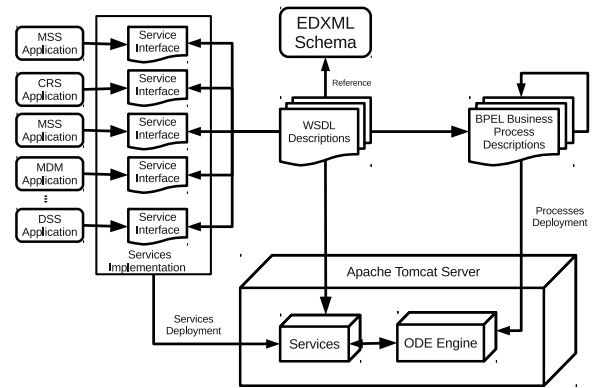 MSS
Application
Service
Interface
CRS
Application
Service
Interface
MSS
Application
Service
Interface
MDM
Application
Service
Interface
...
DSS
Application
Service
Interface
Services
Implementation
EDXML
Schema
Reference
WSDL
Descriptions
BPEL Business
Process
Descriptions
Processes
Deployment
Services
Deployment
Apache Tomcat Server
Services
ODE Engine